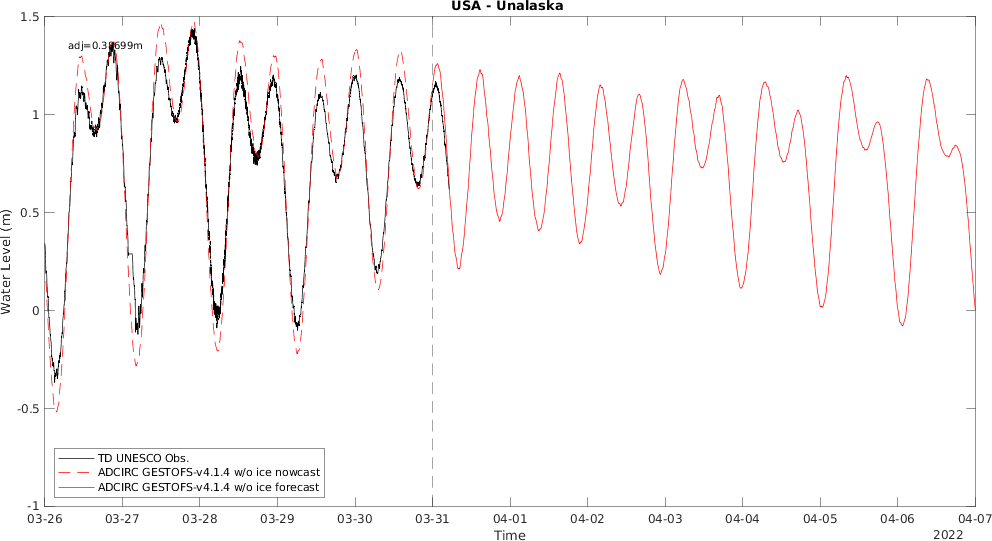 USA - Unalaska
adj=0.38699m
Water Level (m)
1.5
1
0.5
0
-0.5
-1
TD UNESCO Obs.
ADCIRC GESTOFS-v4.1.4 w/o ice nowcast
ADCIRC GESTOFS-v4.1.4 w/o ice forecast
03-26 03-27 03-28 03-29 03-30 03-31 04-01 04-02 04-03 04-04 04-05 04-06 04-07
Time
2022